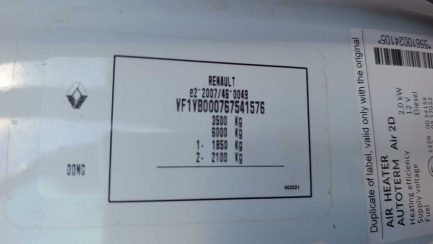 RENAULT
e2*2007/46*0049
VF1VB000767541576
3500 Kg
6000 Kg
1- 1850 Kg
2- 2100 Kg
00NG
Duplicate of label, valid only with the original
AIR HEATER
AUTOTERM Air 2D
Heating efficiency 2.0 kW
Supply voltage 12 V
Fuel Diesel